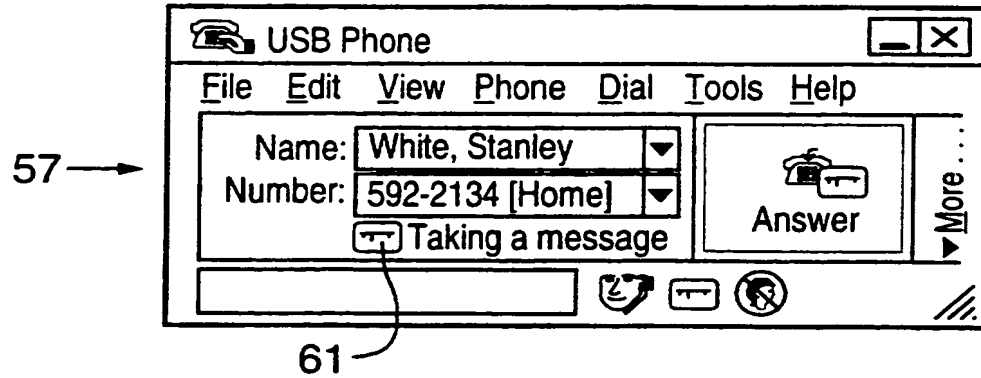 USB Phone
File Edit View Phone Dial Tools Help
Name: White, Stanley
Number: 592-2134 [Home]
Taking a message
Answer
More...
57
61